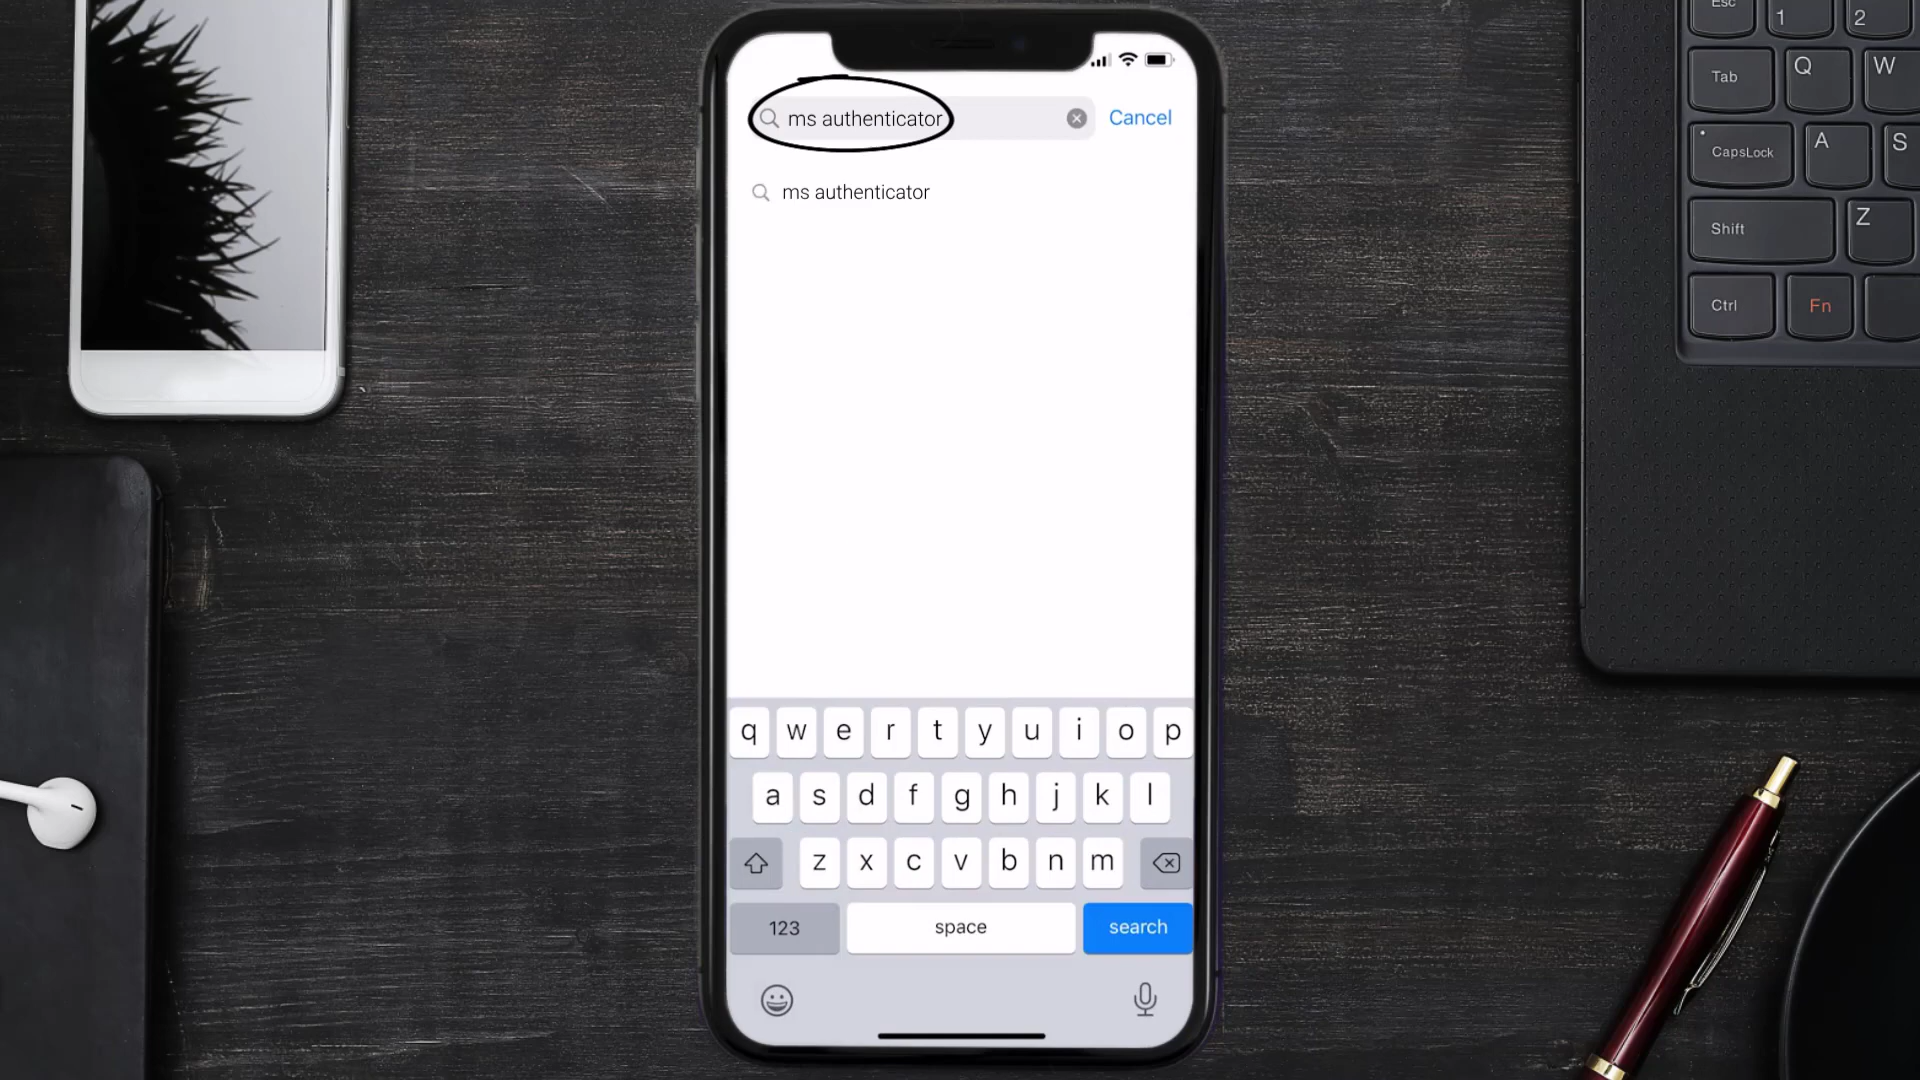 ms authenticator
Cancel
ms authenticator
q w e r t y u i o p
a s d f g h j k l
z x c v b n m
123 space search
Esc 1 2
Tab Q W
CapsLock A S
Shift Z
Ctrl Fn